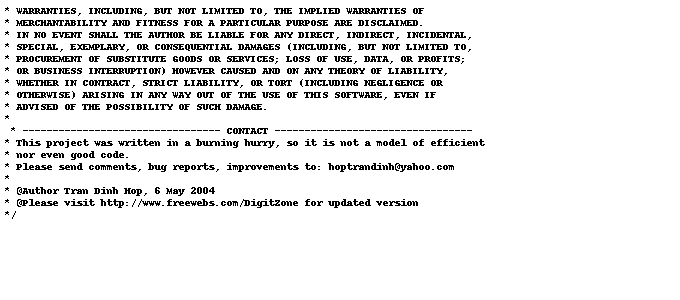 * WARRANTIES, INCLUDING, BUT NOT LIMITED TO, THE IMPLIED WARRANTIES OF
* MERCHANTABILITY AND FITNESS FOR A PARTICULAR PURPOSE ARE DISCLAIMED.
* IN NO EVENT SHALL THE AUTHOR BE LIABLE FOR ANY DIRECT, INDIRECT, INCIDENTAL,
* SPECIAL, EXEMPLARY, OR CONSEQUENTIAL DAMAGES (INCLUDING, BUT NOT LIMITED TO,
* PROCUREMENT OF SUBSTITUTE GOODS OR SERVICES; LOSS OF USE, DATA, OR PROFITS;
* OR BUSINESS INTERRUPTION) HOWEVER CAUSED AND ON ANY THEORY OF LIABILITY,
* WHETHER IN CONTRACT, STRICT LIABILITY, OR TORT (INCLUDING NEGLIGENCE OR
* OTHERWISE) ARISING IN ANY WAY OUT OF THE USE OF THIS SOFTWARE, EVEN IF
* ADVISED OF THE POSSIBILITY OF SUCH DAMAGE.
*
* --------------------------------- CONTACT ---------------------------------
* This project was written in a burning hurry, so it is not a model of efficient
* nor even good code.
* Please send comments, bug reports, improvements to: hoptrandinh@yahoo.com
*
* @Author Tran Dinh Hop, 6 May 2004
* @Please visit http://www.freewebs.com/DigitZone for updated version
*/